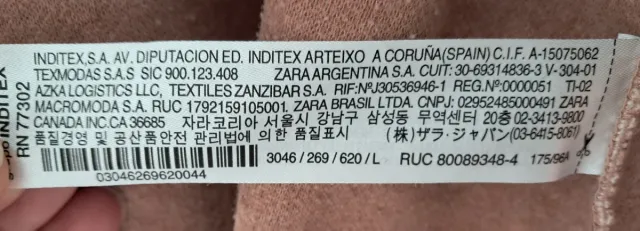 INDITEX
RN 77302
INDITEX,S.A. AV. DIPUTACION ED. INDITEX ARTEIXO A CORUÑA(SPAIN) C.I.F. A-15075062
TEXMODAS S.A.S SIC 900.123.408 ZARA ARGENTINA S.A. CUIT: 30-69314836-3 V-304-01
AZKA LOGISTICS LLC, TEXTILES ZANZIBAR S.A. RIF:NºJ30536946-1 REG.Nº:0000051 TI-02
MACROMODA S.A. RUC 1792159105001. ZARA BRASIL LTDA. CNPJ: 02952485000491 ZARA
CANADA INC.CA 36685 자라코리아 서울시 강남구 삼성동 무역센터 20층 02-3413-9800
품질경영 및 공산품안전 관리법에 의한 품질표시 (株) ザラ・ジャパン(03-6415-8061)
3046 / 269 / 620 / L RUC 80089348-4 175/96A
03046269620044